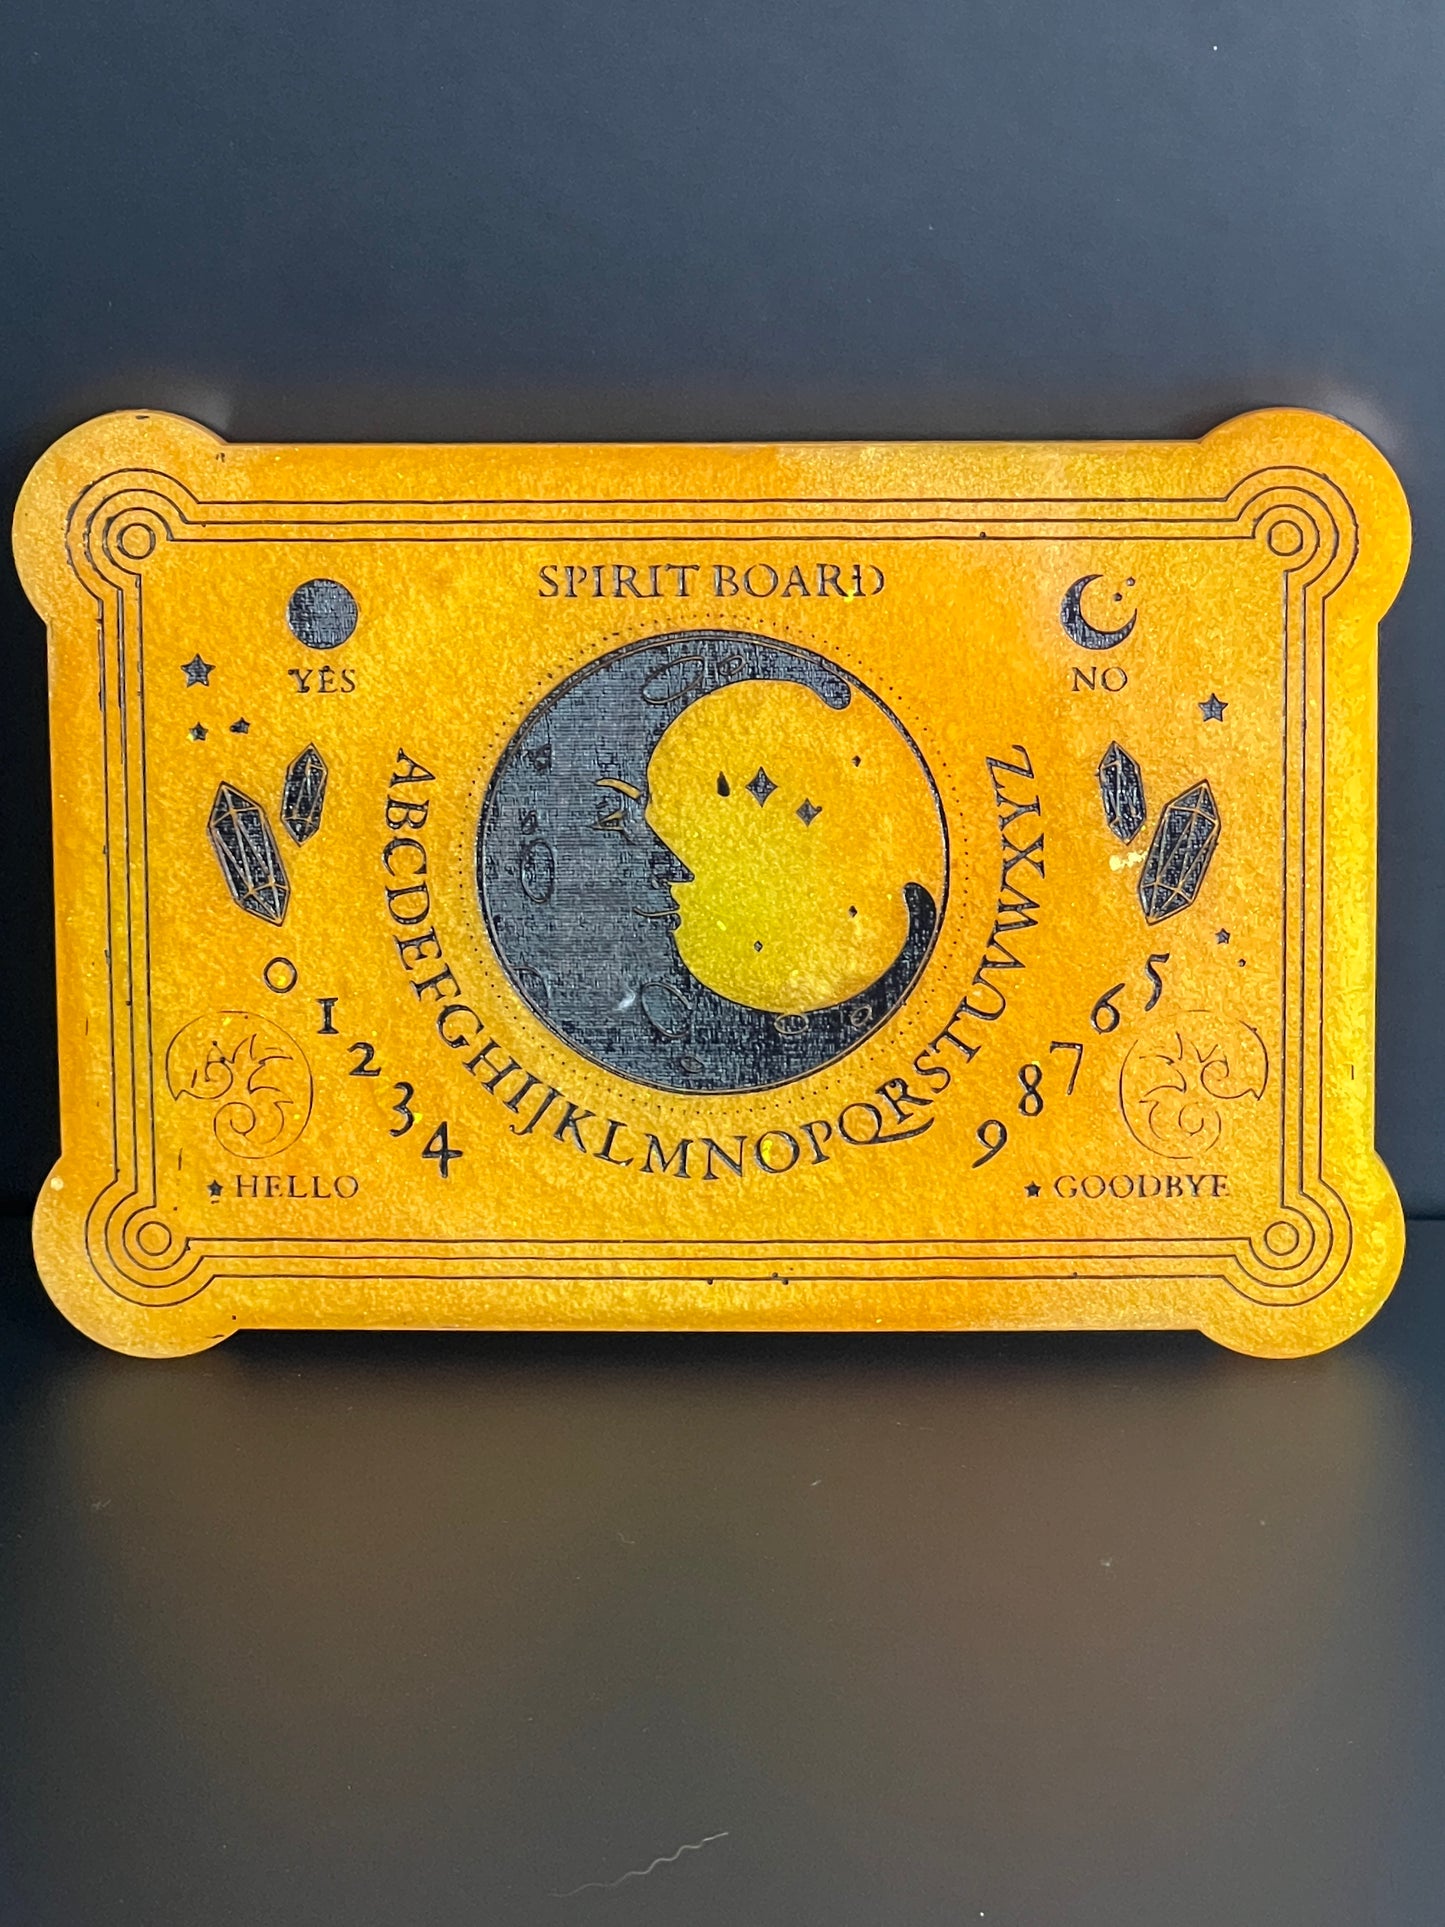 SPIRIT BOARD
YES
NO
ABCDEFGHIJKLMNOPQRSTUVWXYZ
0 1 2 3 4
5 6 7 8 9
HELLO
GOODBYE